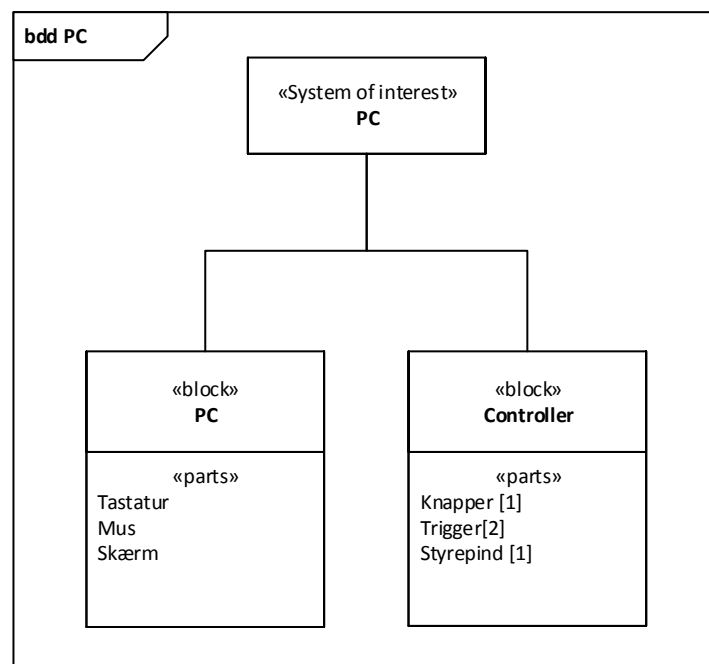 bdd PC
«System of interest»
PC
«block»
PC
«parts»
Tastatur
Mus
Skærm
«block»
Controller
«parts»
Knapper [1]
Trigger[2]
Styrepind [1]